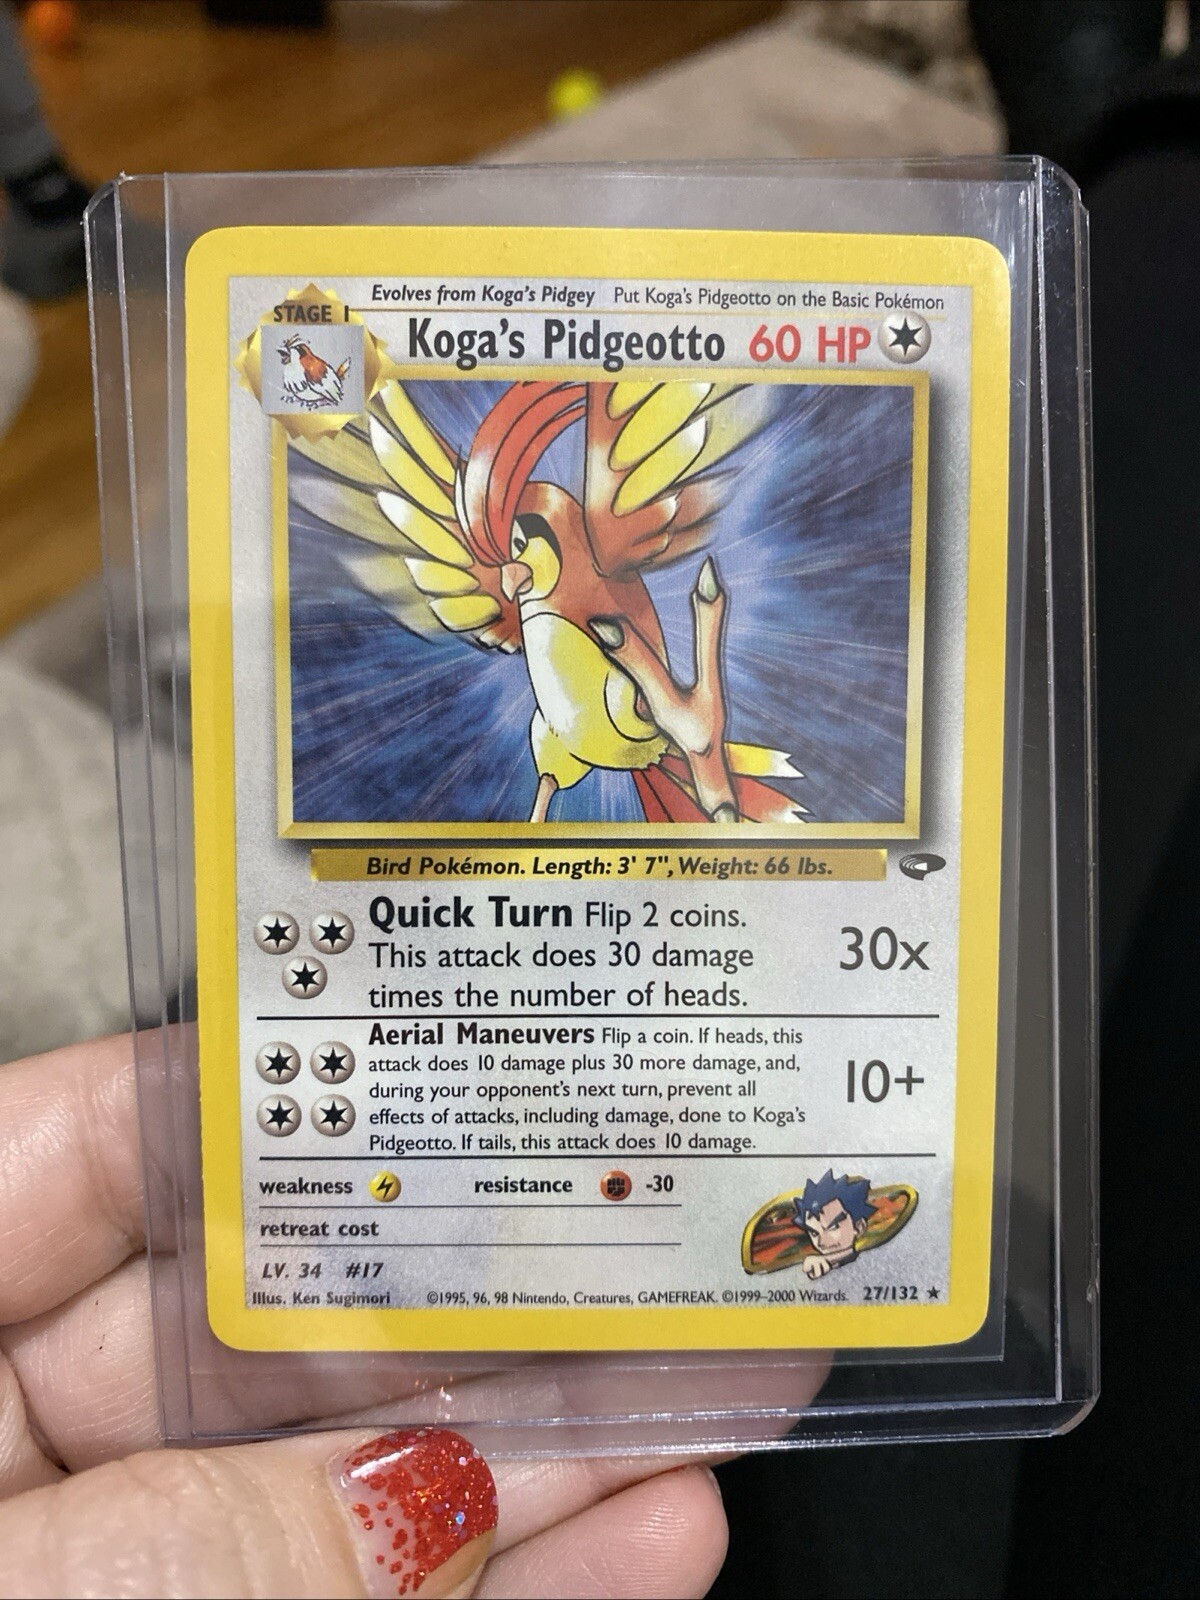 Evolves from Koga's Pidgey Put Koga's Pidgeotto on the Basic Pokémon
STAGE 1
Koga's Pidgeotto 60 HP
Bird Pokémon. Length: 3' 7", Weight: 66 lbs.
Quick Turn Flip 2 coins.
This attack does 30 damage
times the number of heads.
30x
Aerial Maneuvers Flip a coin. If heads, this
attack does 10 damage plus 30 more damage, and,
during your opponent's next turn, prevent all
effects of attacks, including damage, done to Koga's
Pidgeotto. If tails, this attack does 10 damage.
10+
weakness resistance -30
retreat cost
LV. 34 #17
Illus. Ken Sugimori ©1995, 96, 98 Nintendo, Creatures, GAMEFREAK. ©1999-2000 Wizards. 27/132 ★